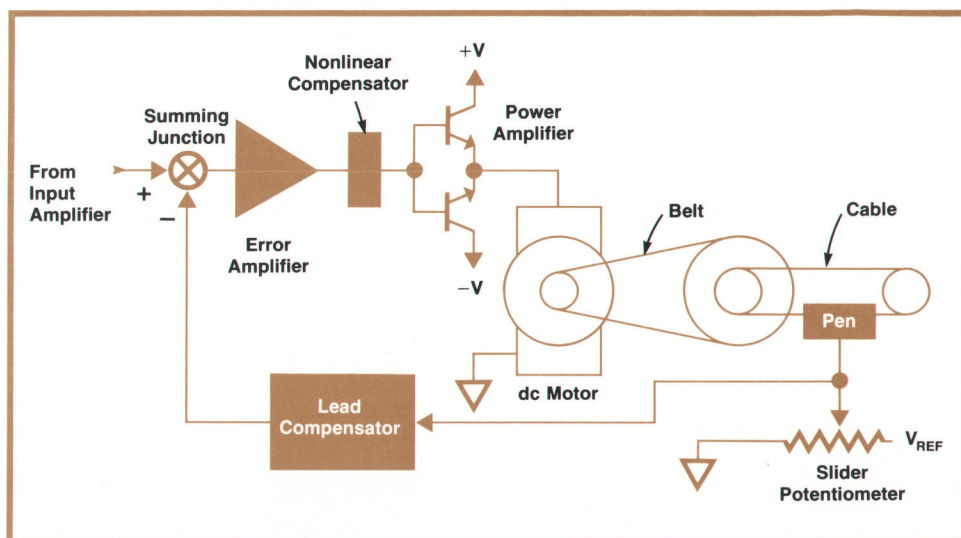 +V
Nonlinear
Compensator
Power
Amplifier
Summing
Junction
From
Input
Amplifier
+
−
Error
Amplifier
−V
Belt
Cable
Pen
dc Motor
Lead
Compensator
VREF
Slider
Potentiometer